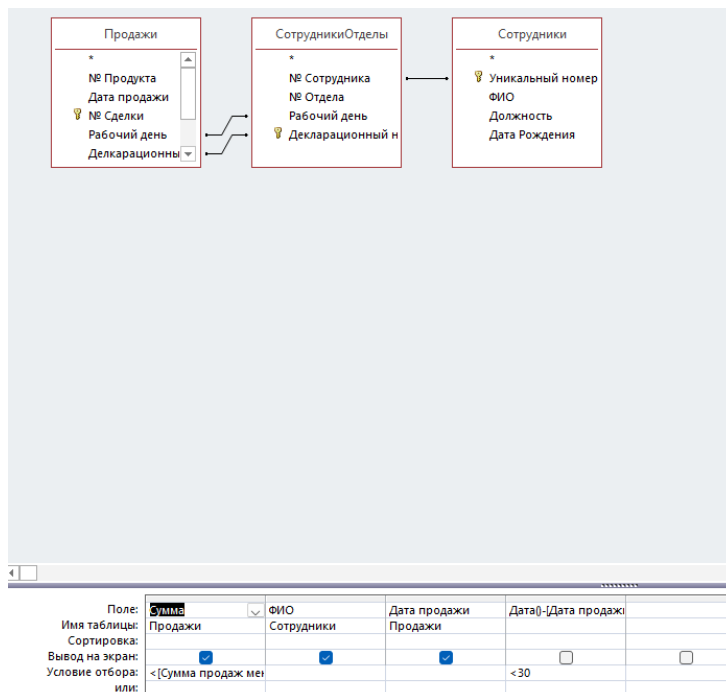 Продажи
*
№ Продукта
Дата продажи
№ Сделки
Рабочий день
Делкарационны
СотрудникиОтделы
*
№ Сотрудника
№ Отдела
Рабочий день
Декларационный н
Сотрудники
*
Уникальный номер
ФИО
Должность
Дата Рождения
Поле: Сумма ФИО Дата продажи Дата()-[Дата продажи
Имя таблицы: Продажи Сотрудники Продажи
Сортировка:
Вывод на экран:
Условие отбора: <[Сумма продаж мен <30
или: